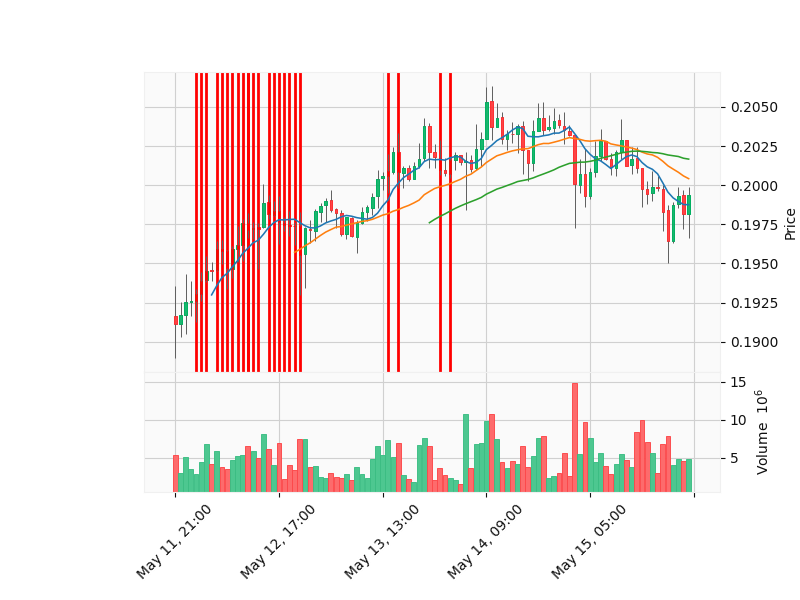 0.2050
0.2025
0.2000
0.1975
0.1950
0.1925
0.1900
Price
15
10
5
Volume 10^6
May 11, 21:00
May 12, 17:00
May 13, 13:00
May 14, 09:00
May 15, 05:00